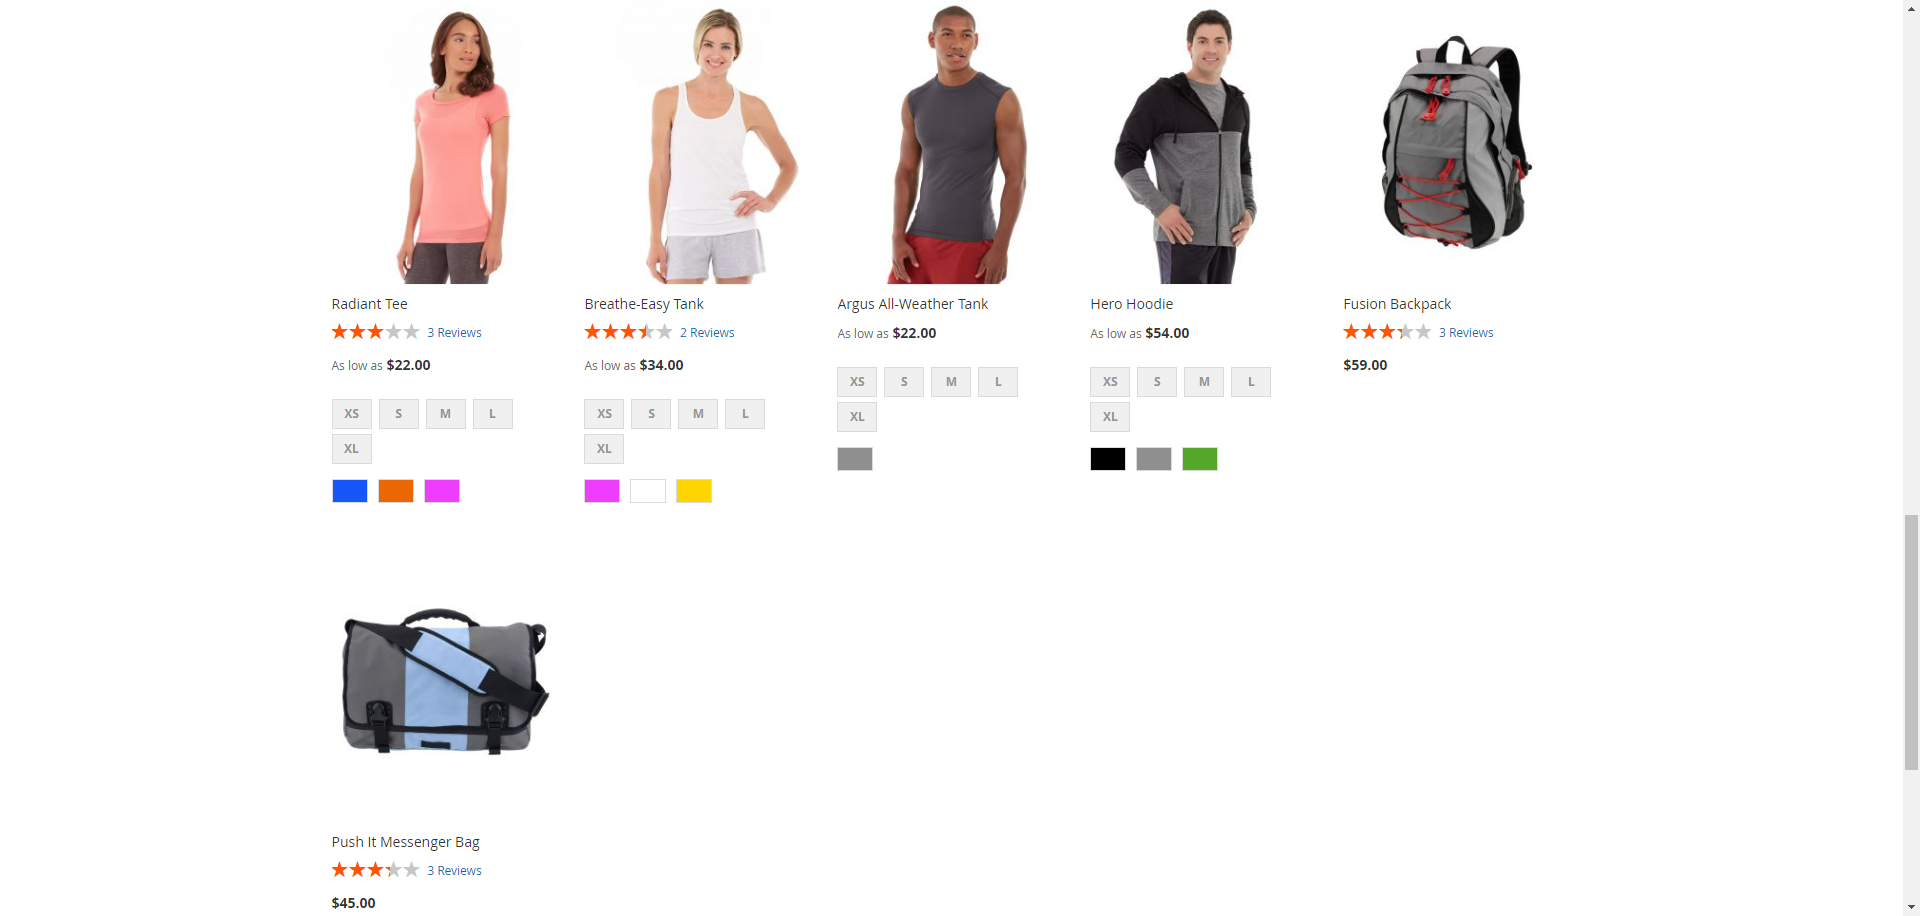 Radiant Tee
3 Reviews
As low as $22.00
XS S M L
XL
Breathe-Easy Tank
2 Reviews
As low as $34.00
XS S M L
XL
Argus All-Weather Tank
As low as $22.00
XS S M L
XL
Hero Hoodie
As low as $54.00
XS S M L
XL
Fusion Backpack
3 Reviews
$59.00
Push It Messenger Bag
3 Reviews
$45.00